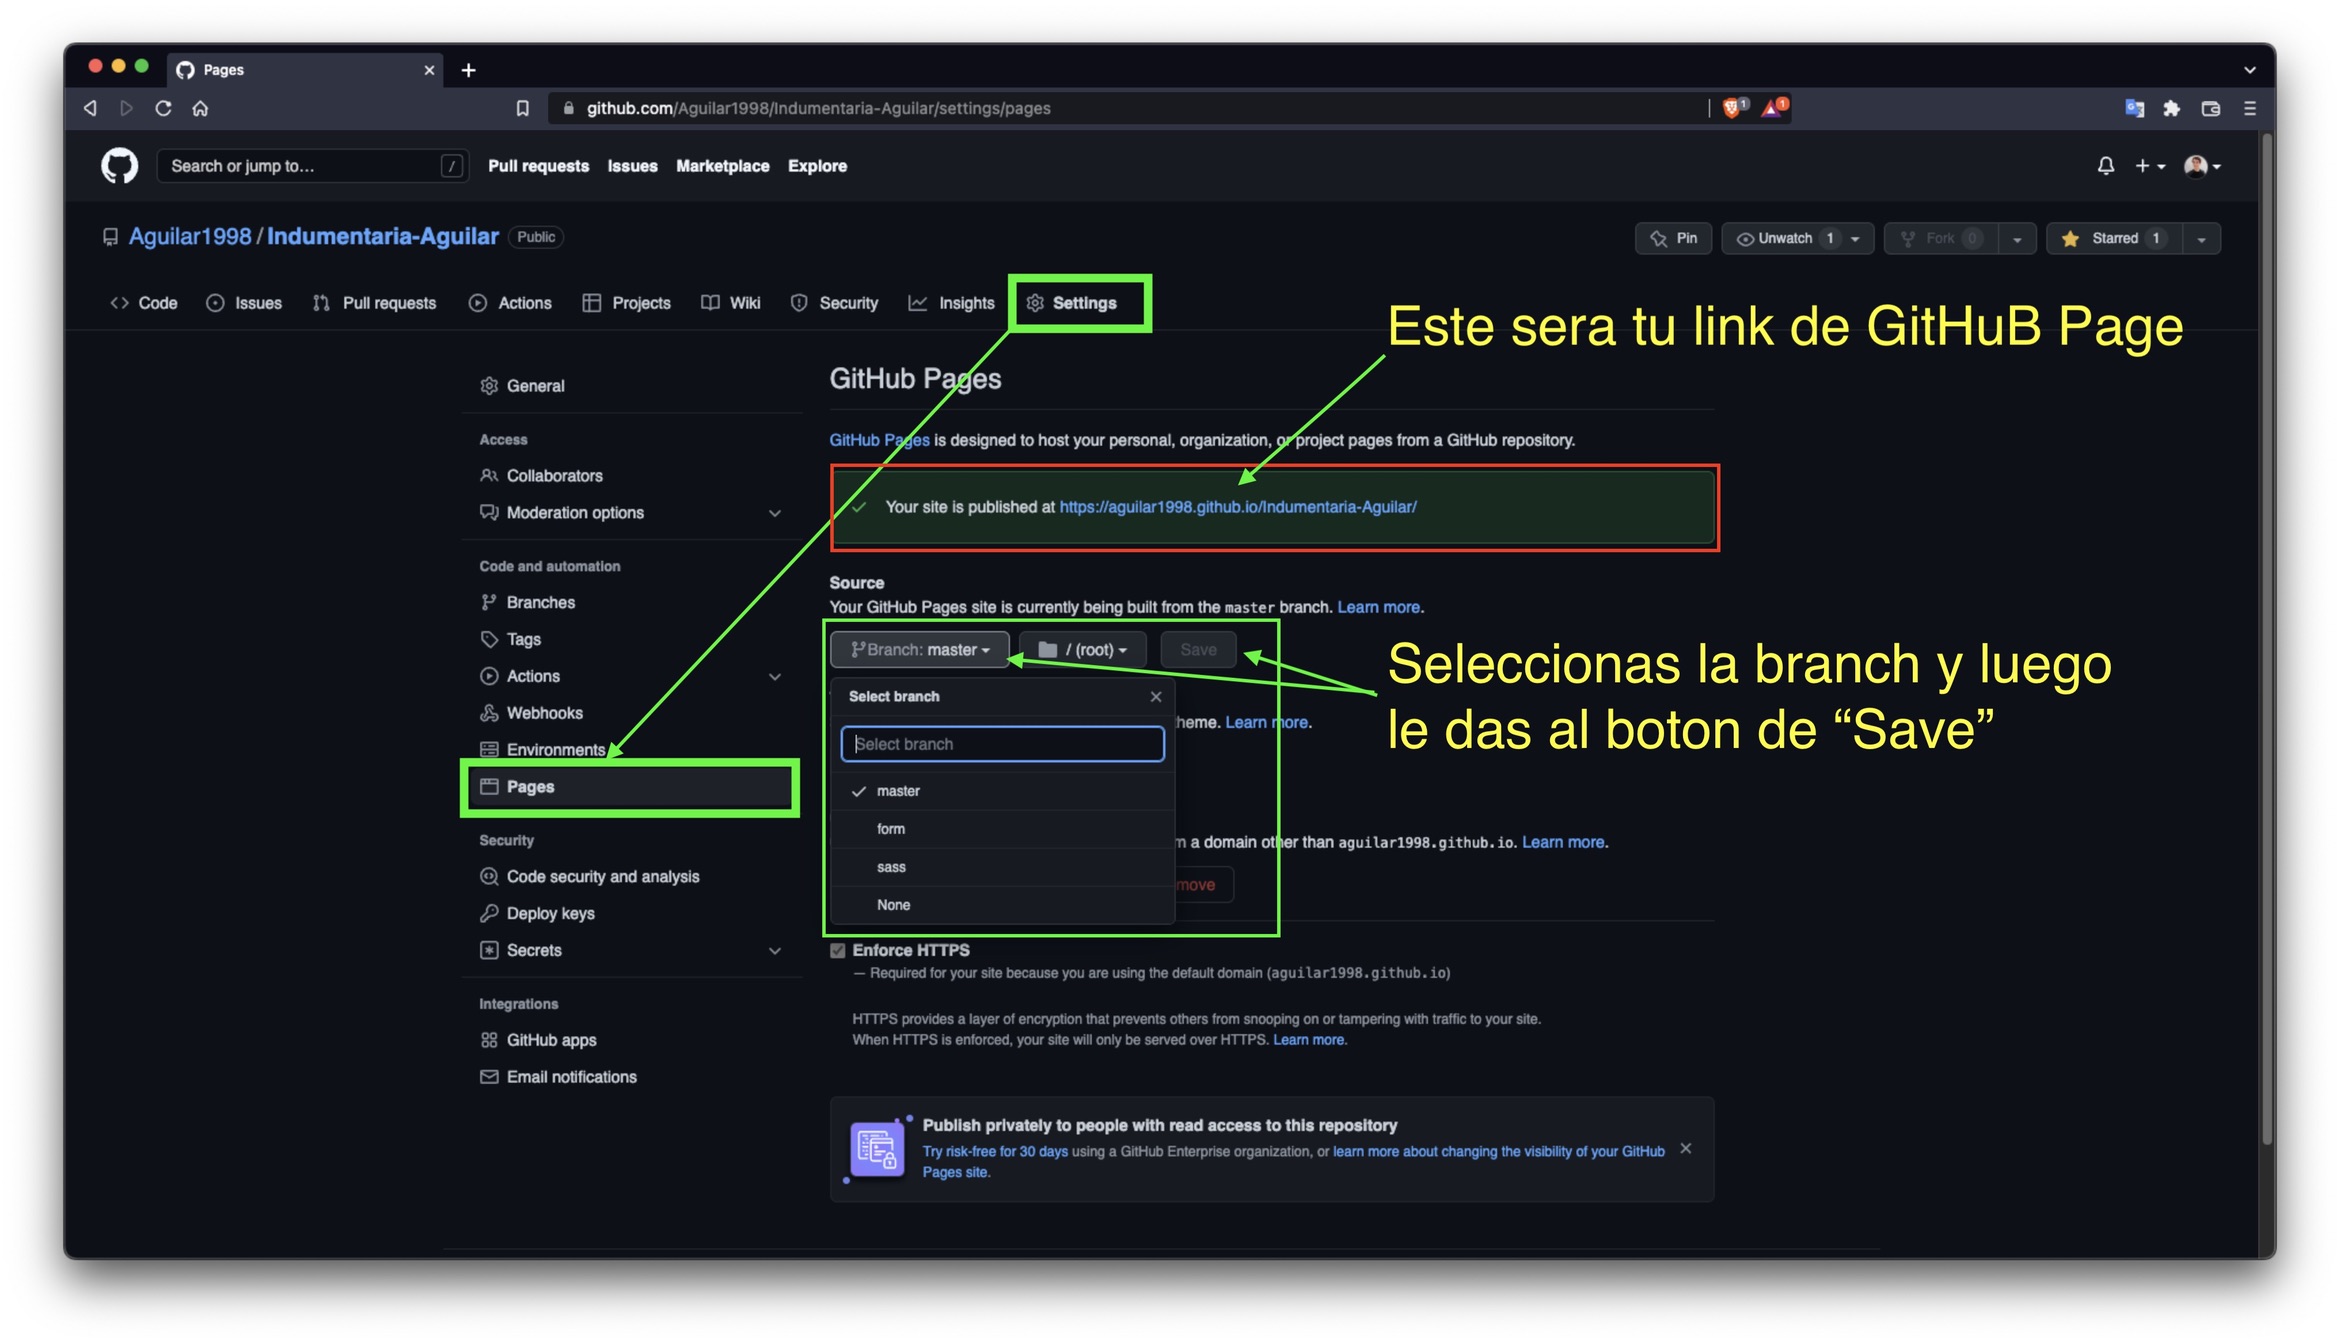 Pages
github.com/Aguilar1998/Indumentaria-Aguilar/settings/pages
1
1
Search or jump to...
/
Pull requests
Issues
Marketplace
Explore
Aguilar1998 / Indumentaria-Aguilar
Public
Pin
Unwatch 1
Fork 0
Starred 1
Code
Issues
Pull requests
Actions
Projects
Wiki
Security
Insights
Settings
Este sera tu link de GitHuB Page
General
Access
Collaborators
Moderation options
Code and automation
Branches
Tags
Actions
Webhooks
Environments
Pages
Security
Code security and analysis
Deploy keys
Secrets
Integrations
GitHub apps
Email notifications
GitHub Pages
GitHub Pages is designed to host your personal, organization, or project pages from a GitHub repository.
Your site is published at https://aguilar1998.github.io/Indumentaria-Aguilar/
Source
Your GitHub Pages site is currently being built from the master branch. Learn more.
Branch: master
/ (root)
Save
Seleccionas la branch y luego
le das al boton de “Save”
Select branch
heme. Learn more.
Select branch
master
form
sass
None
m a domain other than aguilar1998.github.io. Learn more.
move
Enforce HTTPS
— Required for your site because you are using the default domain (aguilar1998.github.io)
HTTPS provides a layer of encryption that prevents others from snooping on or tampering with traffic to your site.
When HTTPS is enforced, your site will only be served over HTTPS. Learn more.
Publish privately to people with read access to this repository
Try risk-free for 30 days using a GitHub Enterprise organization, or learn more about changing the visibility of your GitHub
Pages site.